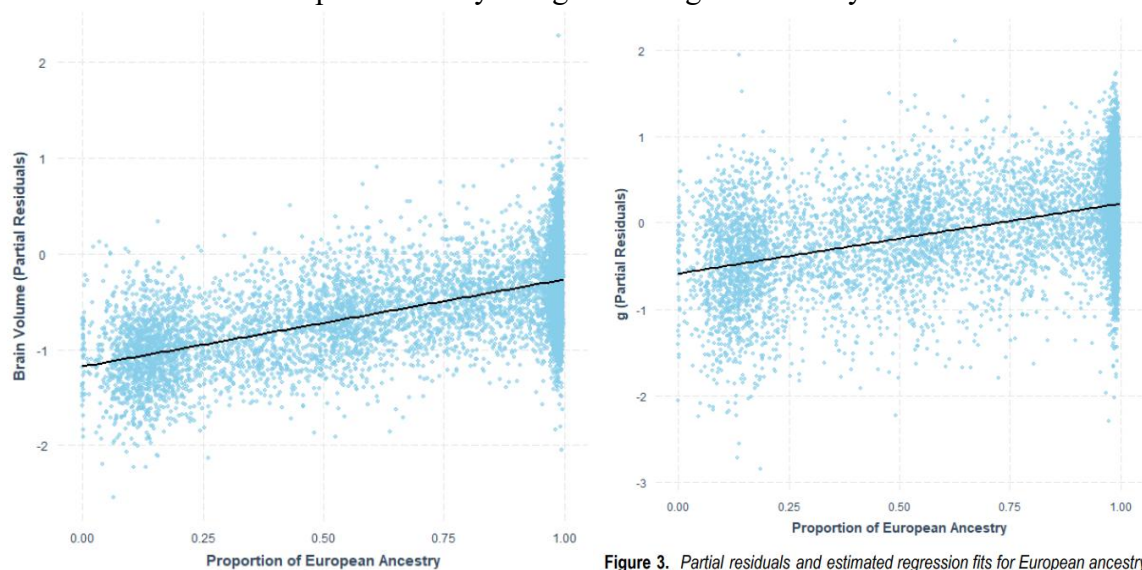 2
1
0
-1
-2
Brain Volume (Partial Residuals)
0.00 0.25 0.50 0.75 1.00
Proportion of European Ancestry
2
1
0
-1
-2
-3
g (Partial Residuals)
0.00 0.25 0.50 0.75 1.00
Proportion of European Ancestry
Figure 3. Partial residuals and estimated regression fits for European ancestry